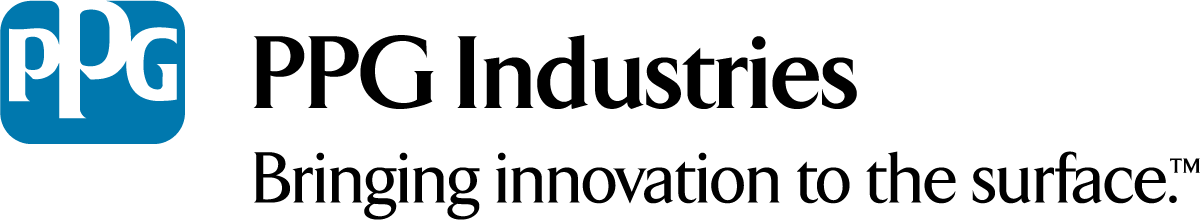 PPG
PPG Industries
Bringing innovation to the surface.™